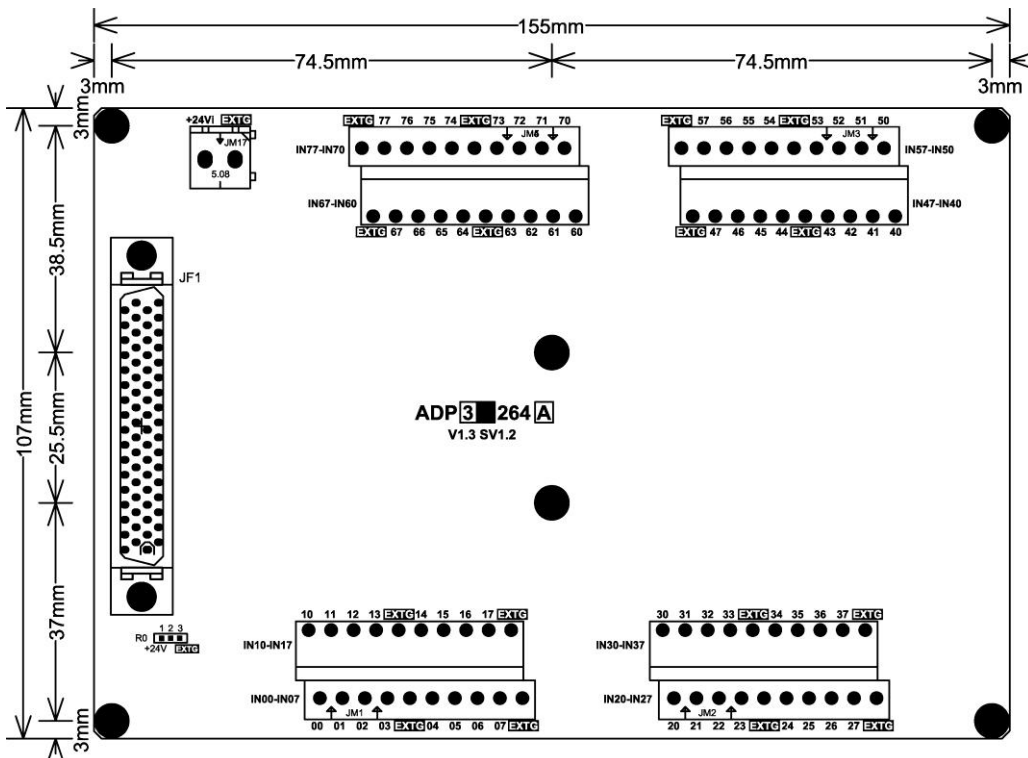 155mm
74.5mm 74.5mm
3mm 3mm
3mm
38.5mm
25.5mm
107mm
37mm
3mm
+24Vi EXTG
JM17
5.08
EXTG 77 76 75 74 EXTG 73 72 71 70
IN77-IN70
IN67-IN60
EXTG 67 66 65 64 EXTG 63 62 61 60
EXTG 57 56 55 54 EXTG 53 52 51 50
JM3
IN57-IN50
IN47-IN40
EXTG 47 46 45 44 EXTG 43 42 41 40
JF1
ADP 3 264 A
V1.3 SV1.2
1 2 3
R0
+24V EXTG
10 11 12 13 EXTG 14 15 16 17 EXTG
IN10-IN17
IN00-IN07
JM1
00 01 02 03 EXTG 04 05 06 07 EXTG
30 31 32 33 EXTG 34 35 36 37 EXTG
IN30-IN37
IN20-IN27
JM2
20 21 22 23 EXTG 24 25 26 27 EXTG